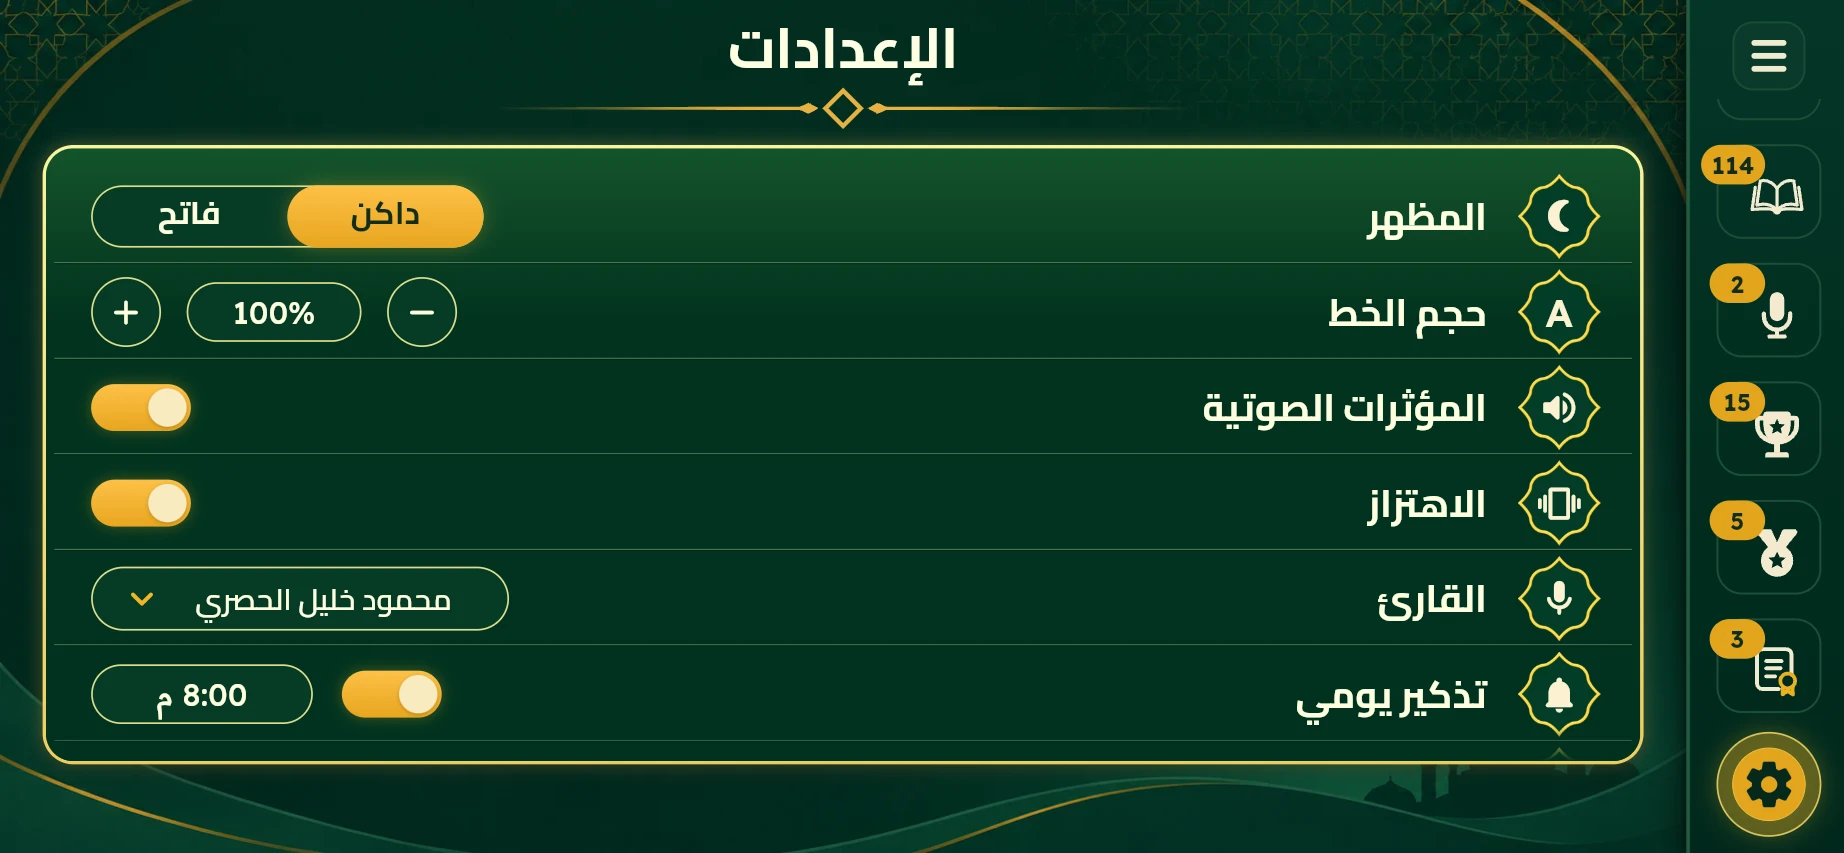 الإعدادات
المظهر
داكن
فاتح
A
حجم الخط
−
100%
+
المؤثرات الصوتية
الاهتزاز
القارئ
محمود خليل الحصري
تذكير يومي
8:00 م
114
2
15
5
3